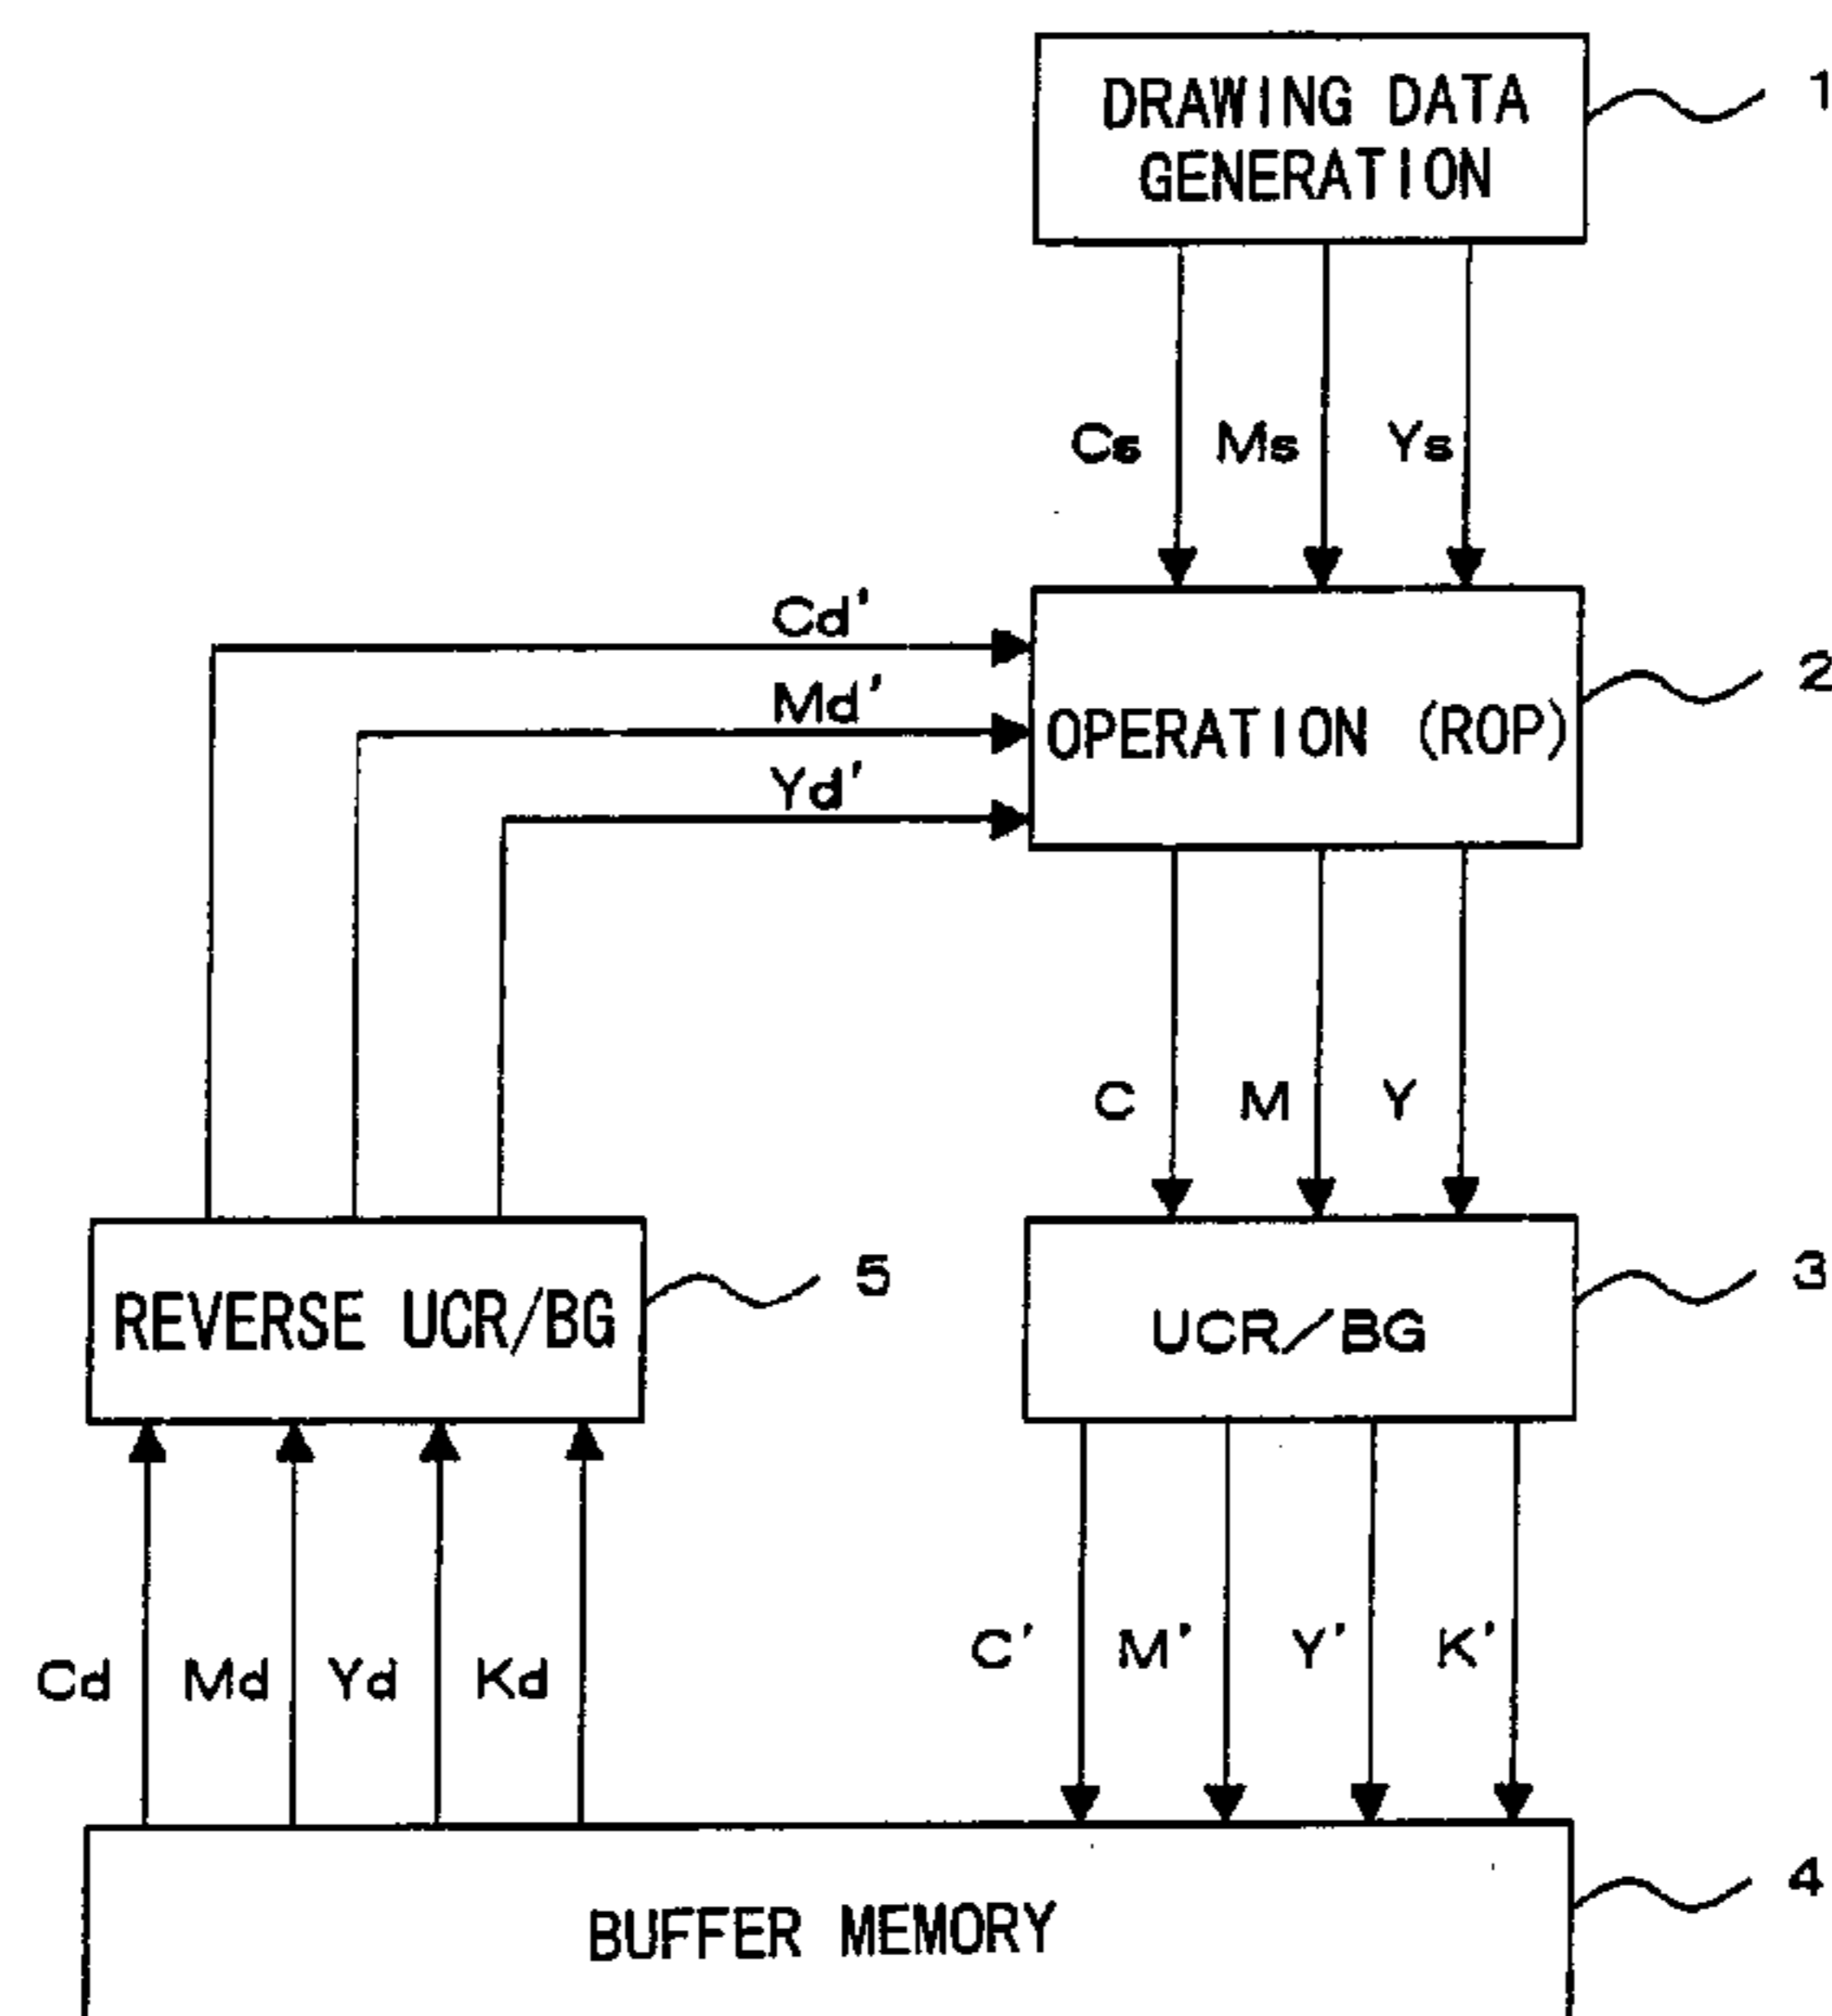 DRAWING DATA
GENERATION
1
Cs Ms Ys
Cd'
Md'
Yd'
OPERATION (ROP)
2
C M Y
REVERSE UCR/BG
5
UCR/BG
3
Cd Md Yd Kd
C' M' Y' K'
BUFFER MEMORY
4